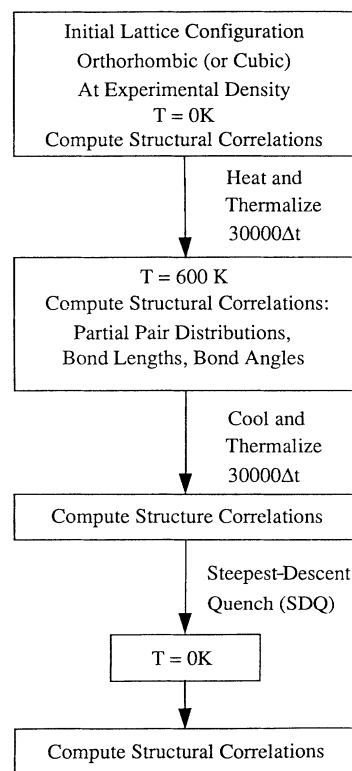 Initial Lattice Configuration
Orthorhombic (or Cubic)
At Experimental Density
T = 0K
Compute Structural Correlations
Heat and
Thermalize
30000Δt
T = 600 K
Compute Structural Correlations:
Partial Pair Distributions,
Bond Lengths, Bond Angles
Cool and
Thermalize
30000Δt
Compute Structure Correlations
Steepest-Descent
Quench (SDQ)
T = 0K
Compute Structural Correlations